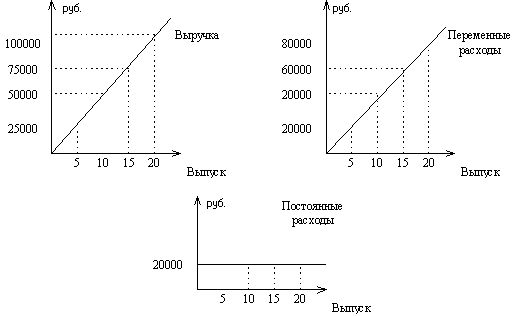 руб.
100000
75000
50000
25000
5 10 15 20
Выручка
Выпуск
руб.
80000
60000
20000
20000
5 10 15 20
Переменные
расходы
Выпуск
руб.
20000
5 10 15 20
Постоянные
расходы
Выпуск